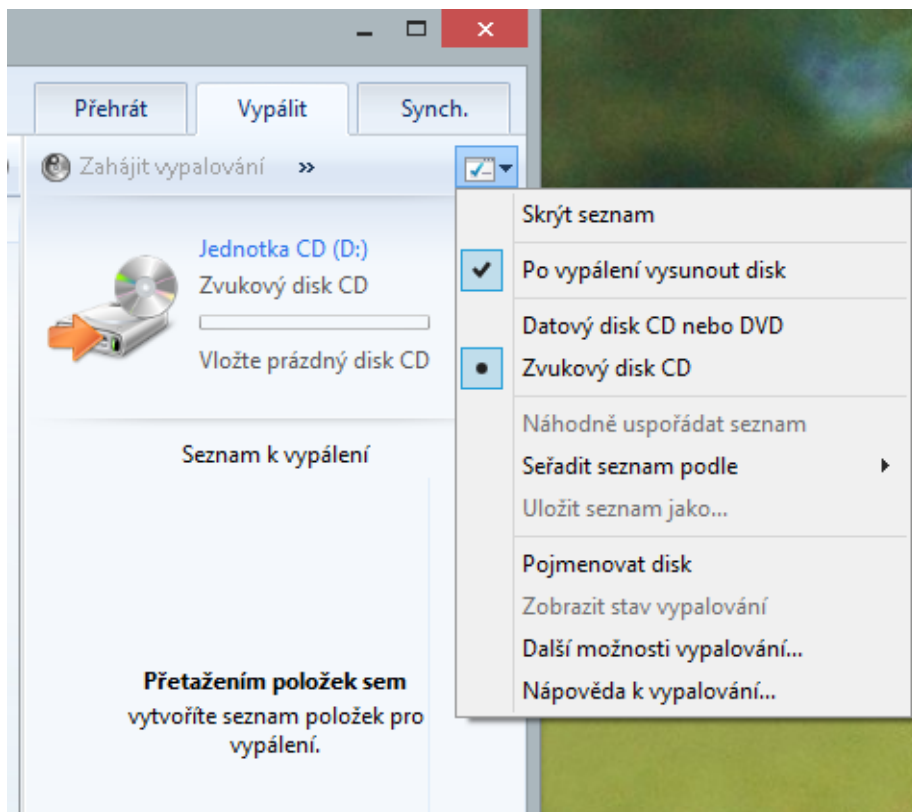 Přehrát Vypálit Synch.
Zahájit vypalování »
Jednotka CD (D:)
Zvukový disk CD
Vložte prázdný disk CD
Seznam k vypálení
Přetažením položek sem
vytvoříte seznam položek pro
vypálení.
Skrýt seznam
Po vypálení vysunout disk
Datový disk CD nebo DVD
Zvukový disk CD
Náhodně uspořádat seznam
Seřadit seznam podle
Uložit seznam jako...
Pojmenovat disk
Zobrazit stav vypalování
Další možnosti vypalování...
Nápověda k vypalování...